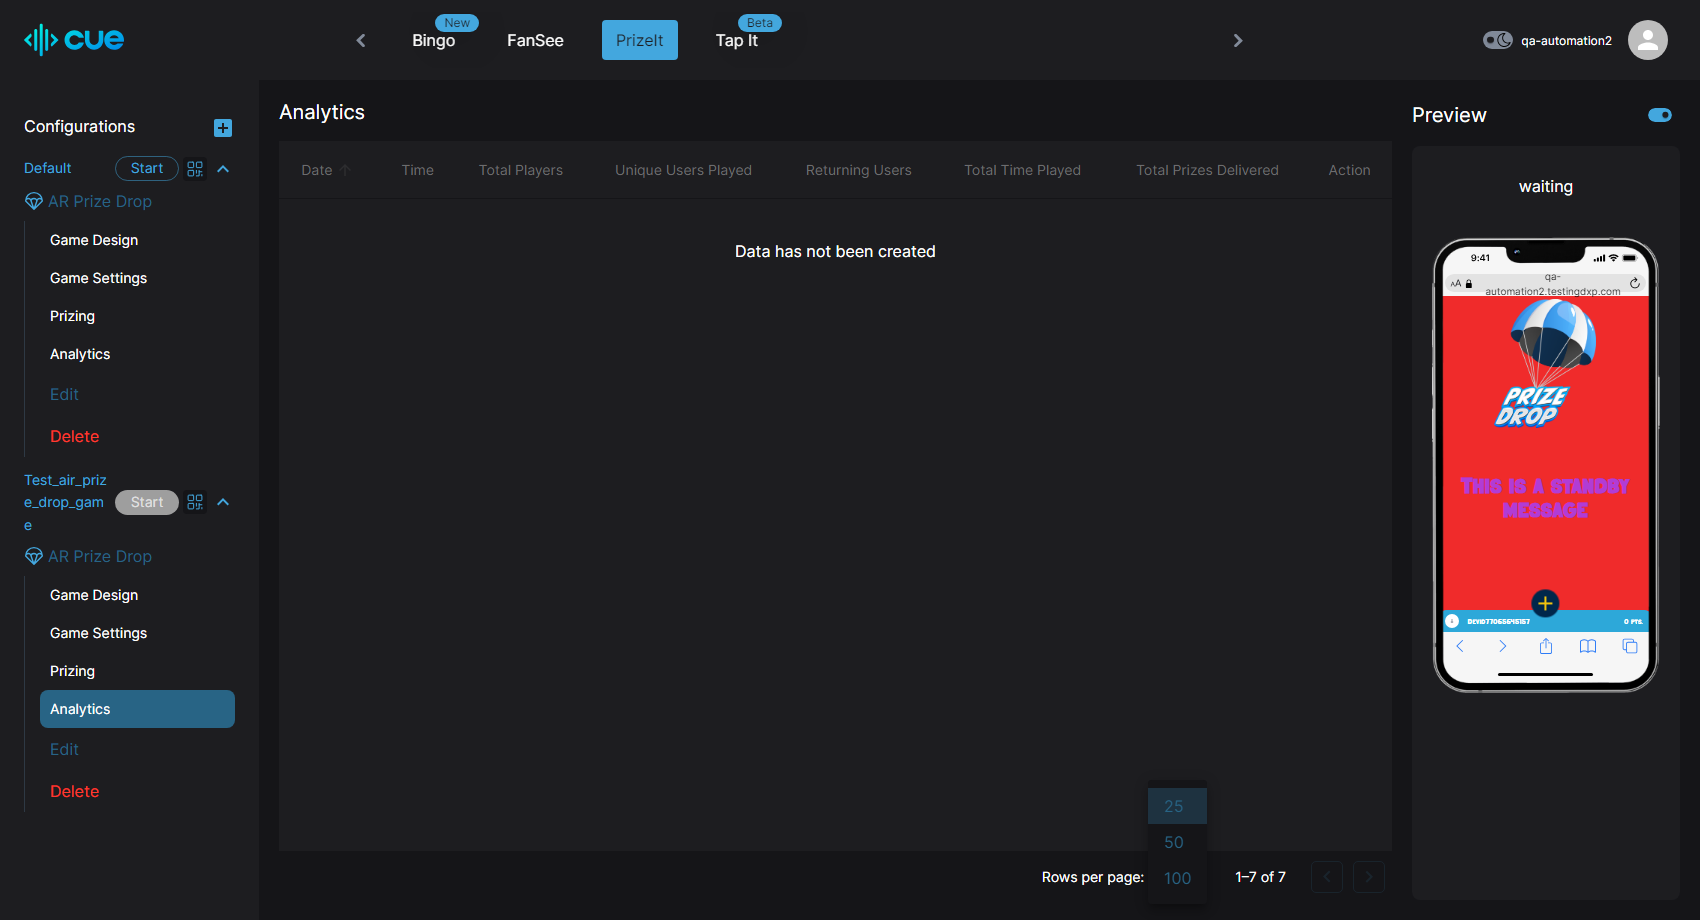 cue
Bingo
New
FanSee
PrizeIt
Tap It
Beta
qa-automation2
Configurations
Default
Start
AR Prize Drop
Game Design
Game Settings
Prizing
Analytics
Edit
Delete
Test_air_priz
e_drop_gam
e
Start
AR Prize Drop
Game Design
Game Settings
Prizing
Analytics
Edit
Delete
Analytics
Date Time Total Players Unique Users Played Returning Users Total Time Played Total Prizes Delivered Action
Data has not been created
Rows per page:
25
50
100
1–7 of 7
Preview
waiting
9:41
AA
qa-
automation2.testingdxp.com
PRIZE
DROP
THIS IS A STANDBY
MESSAGE
0 PTS.